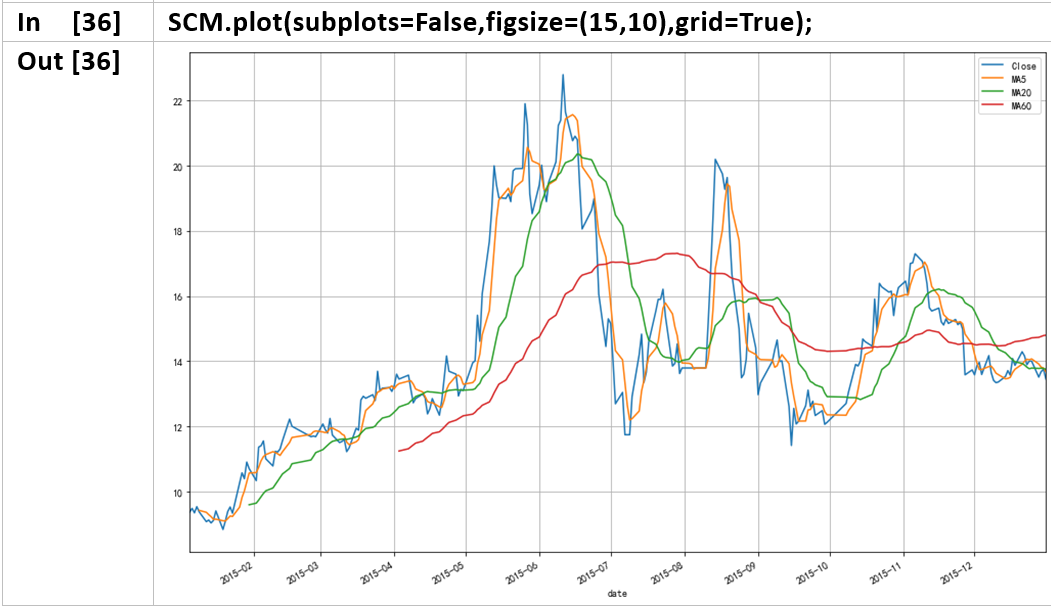 In [36]
SCM.plot(subplots=False,figsize=(15,10),grid=True);
Out [36]
Close
MA5
MA20
MA60
22
20
18
16
14
12
10
2015-02
2015-03
2015-04
2015-05
2015-06
2015-07
2015-08
2015-09
2015-10
2015-11
2015-12
date